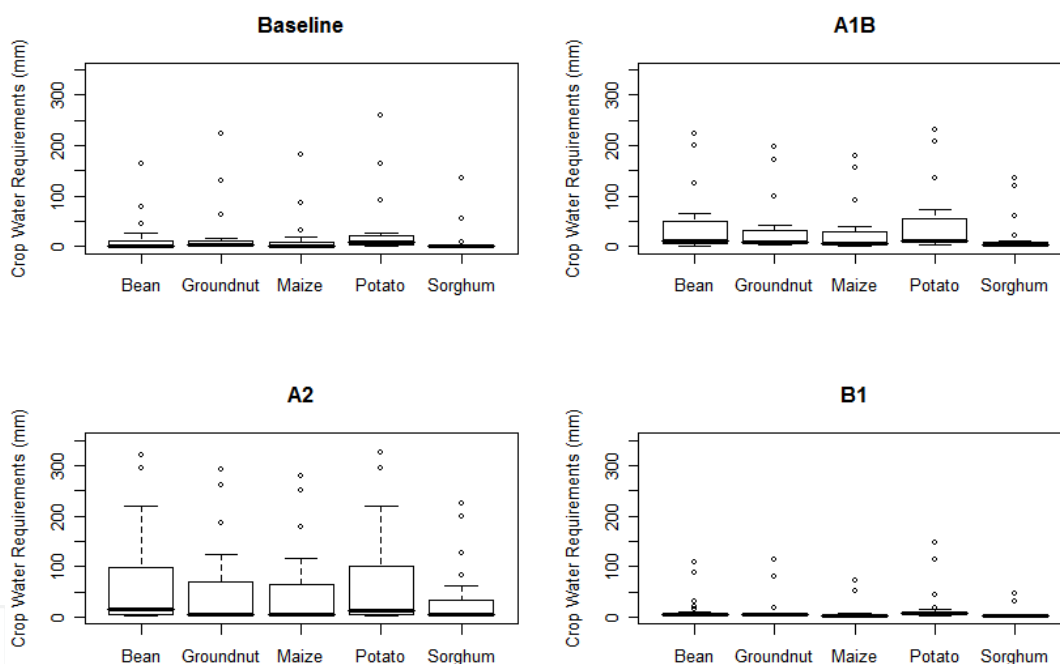 Baseline
Crop Water Requirements (mm)
300
200
100
0
Bean Groundnut Maize Potato Sorghum
A1B
Crop Water Requirements (mm)
300
200
100
0
Bean Groundnut Maize Potato Sorghum
A2
Crop Water Requirements (mm)
300
200
100
0
Bean Groundnut Maize Potato Sorghum
B1
Crop Water Requirements (mm)
300
200
100
0
Bean Groundnut Maize Potato Sorghum